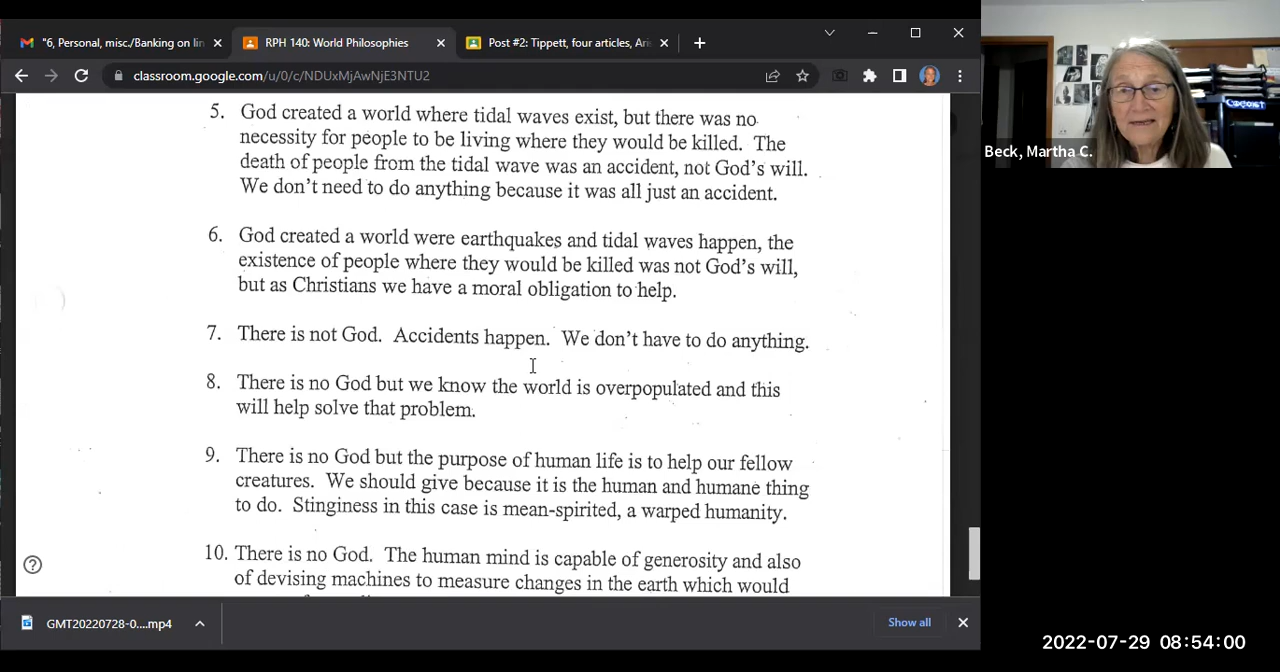 "6, Personal, misc./Banking on lin
RPH 140: World Philosophies
Post #2: Tippett, four articles, Ari
classroom.google.com/u/0/c/NDUxMjAwNjE3NTU2
5. God created a world where tidal waves exist, but there was no
necessity for people to be living where they would be killed. The
death of people from the tidal wave was an accident, not God's will.
We don't need to do anything because it was all just an accident.
6. God created a world were earthquakes and tidal waves happen, the
existence of people where they would be killed was not God's will,
but as Christians we have a moral obligation to help.
7. There is not God. Accidents happen. We don't have to do anything.
8. There is no God but we know the world is overpopulated and this
will help solve that problem.
9. There is no God but the purpose of human life is to help our fellow
creatures. We should give because it is the human and humane thing
to do. Stinginess in this case is mean-spirited, a warped humanity.
10. There is no God. The human mind is capable of generosity and also
of devising machines to measure changes in the earth which would
GMT20220728-0....mp4
Show all
Beck, Martha C.
2022-07-29 08:54:00